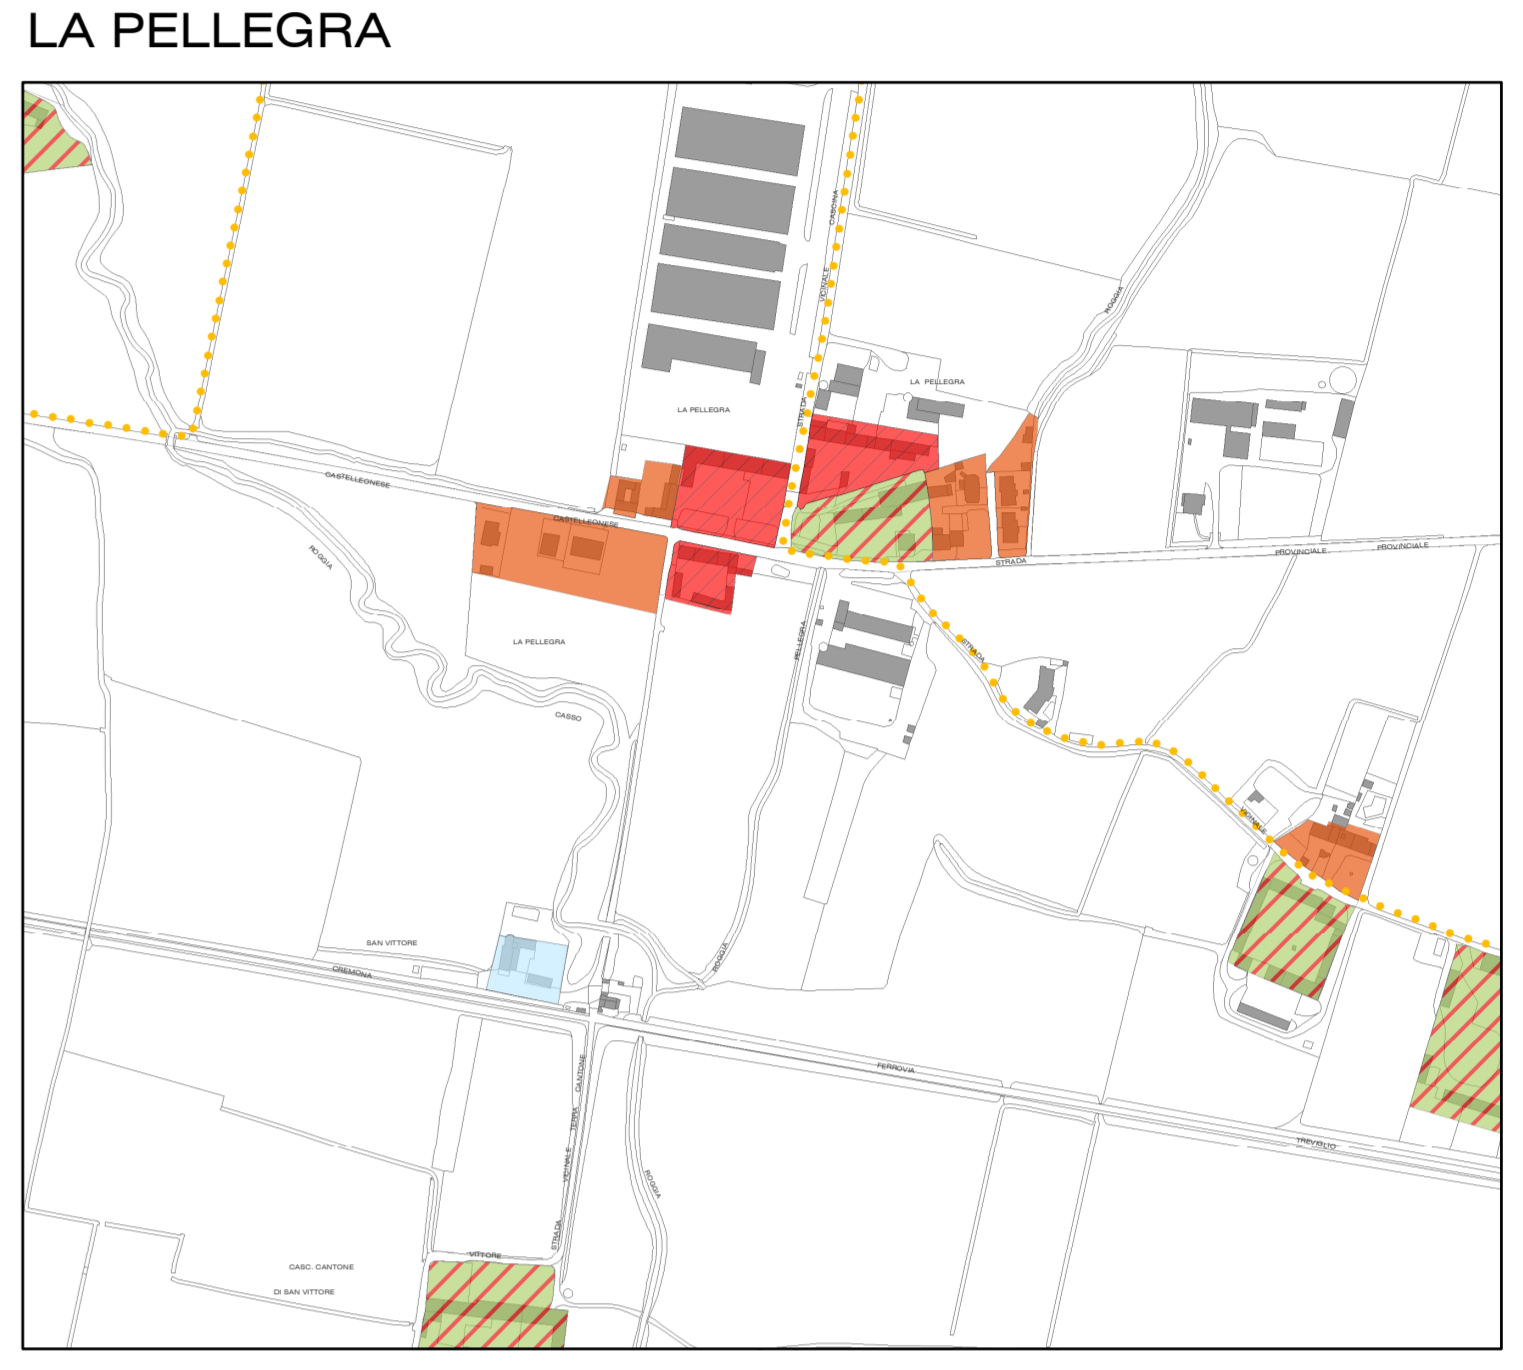 LA PELLEGRA
CASCINA
VICINALE
STRADA
ROGGIA
LA PELLEGRA
LA PELLEGRA
CASTELLEONESE
CASTELLEONESE
PROVINCIALE
PROVINCIALE
STRADA
ROGGIA
LA PELLEGRA
PELLEGRA
STRADA
CASSO
VICINALE
SAN VITTORE
CREMONA
ROGGIA
FERROVIA
CANTONE
TERRA
VICINALE
STRADA
TREVIGLIO
ROGGIA
VITTORE
CASC. CANTONE
DI SAN VITTORE